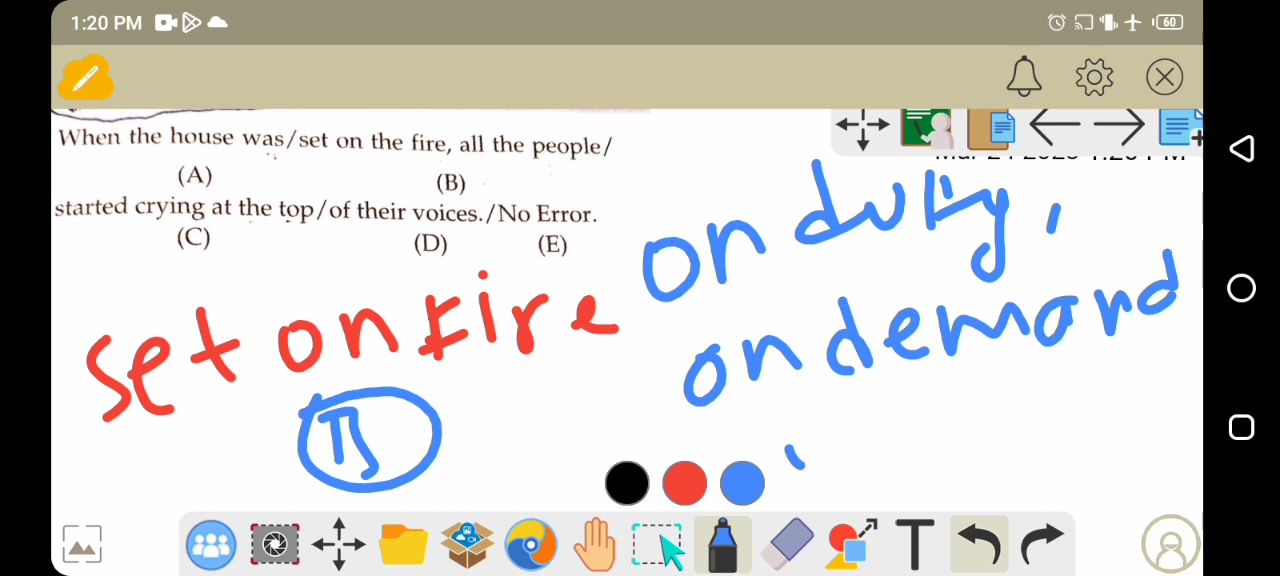 1:20 PM
60
When the house was/set on the fire, all the people/
(A) (B)
started crying at the top/of their voices./No Error.
(C) (D) (E)
on duty,
set on fire
on demand
B
T